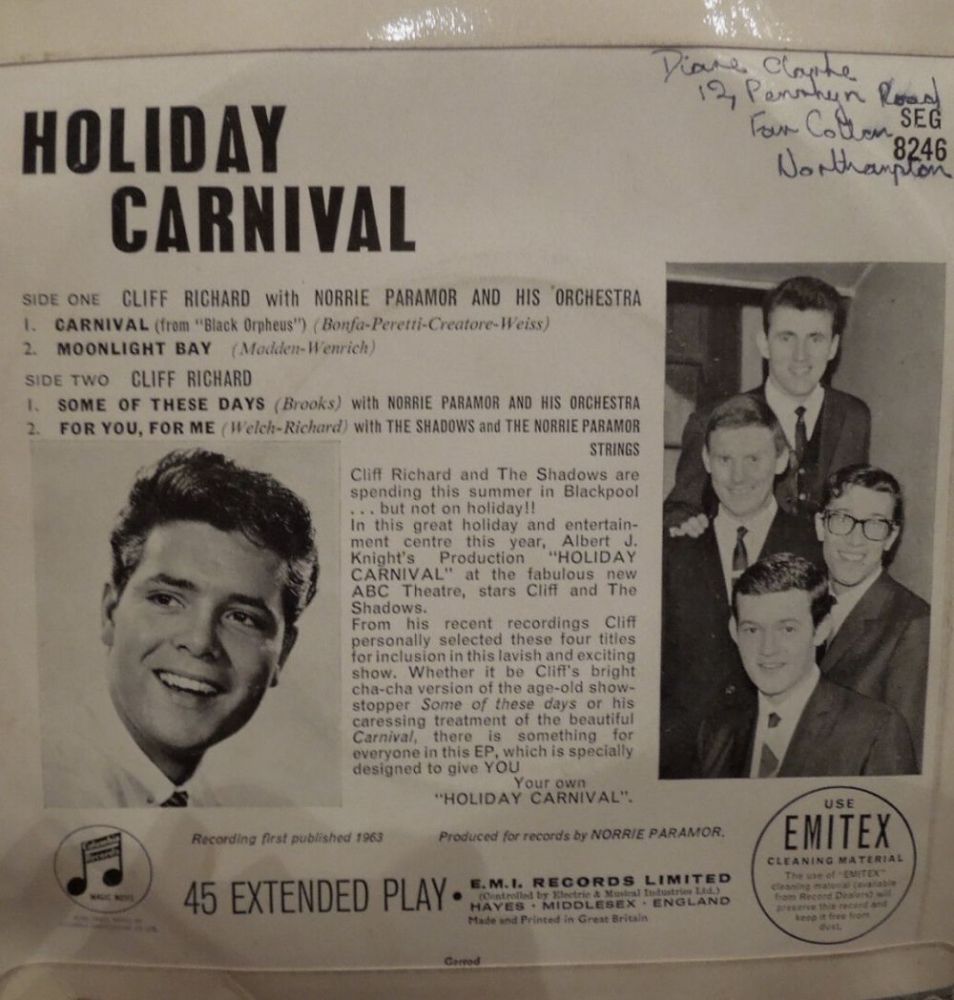 Diane Clarke
12, Penrhyn Road
Far Cotton
Northampton
SEG
8246
HOLIDAY
CARNIVAL
SIDE ONE CLIFF RICHARD with NORRIE PARAMOR AND HIS ORCHESTRA
1. CARNIVAL (from "Black Orpheus") (Bonfa-Peretti-Creatore-Weiss)
2. MOONLIGHT BAY (Madden-Wenrich)
SIDE TWO CLIFF RICHARD
1. SOME OF THESE DAYS (Brooks) with NORRIE PARAMOR AND HIS ORCHESTRA
2. FOR YOU, FOR ME (Welch-Richard) with THE SHADOWS and THE NORRIE PARAMOR
STRINGS
Cliff Richard and The Shadows are
spending this summer in Blackpool
. . . but not on holiday!!
In this great holiday and entertain-
ment centre this year, Albert J.
Knight's Production "HOLIDAY
CARNIVAL" at the fabulous new
ABC Theatre, stars Cliff and The
Shadows.
From his recent recordings Cliff
personally selected these four titles
for inclusion in this lavish and exciting
show. Whether it be Cliff's bright
cha-cha version of the age-old show-
stopper Some of these days or his
caressing treatment of the beautiful
Carnival, there is something for
everyone in this EP, which is specially
designed to give YOU
Your own
"HOLIDAY CARNIVAL".
Recording first published 1963
Produced for records by NORRIE PARAMOR.
Columbia
Records
MAGIC NOTES
45 EXTENDED PLAY •
E.M.I. RECORDS LIMITED
(Controlled by Electric & Musical Industries Ltd.)
HAYES · MIDDLESEX · ENGLAND
Made and Printed in Great Britain
USE
EMITEX
CLEANING MATERIAL
The use of "EMITEX"
cleaning material (available
from Record Dealers) will
preserve this record and
keep it free from
dust.
Garrod